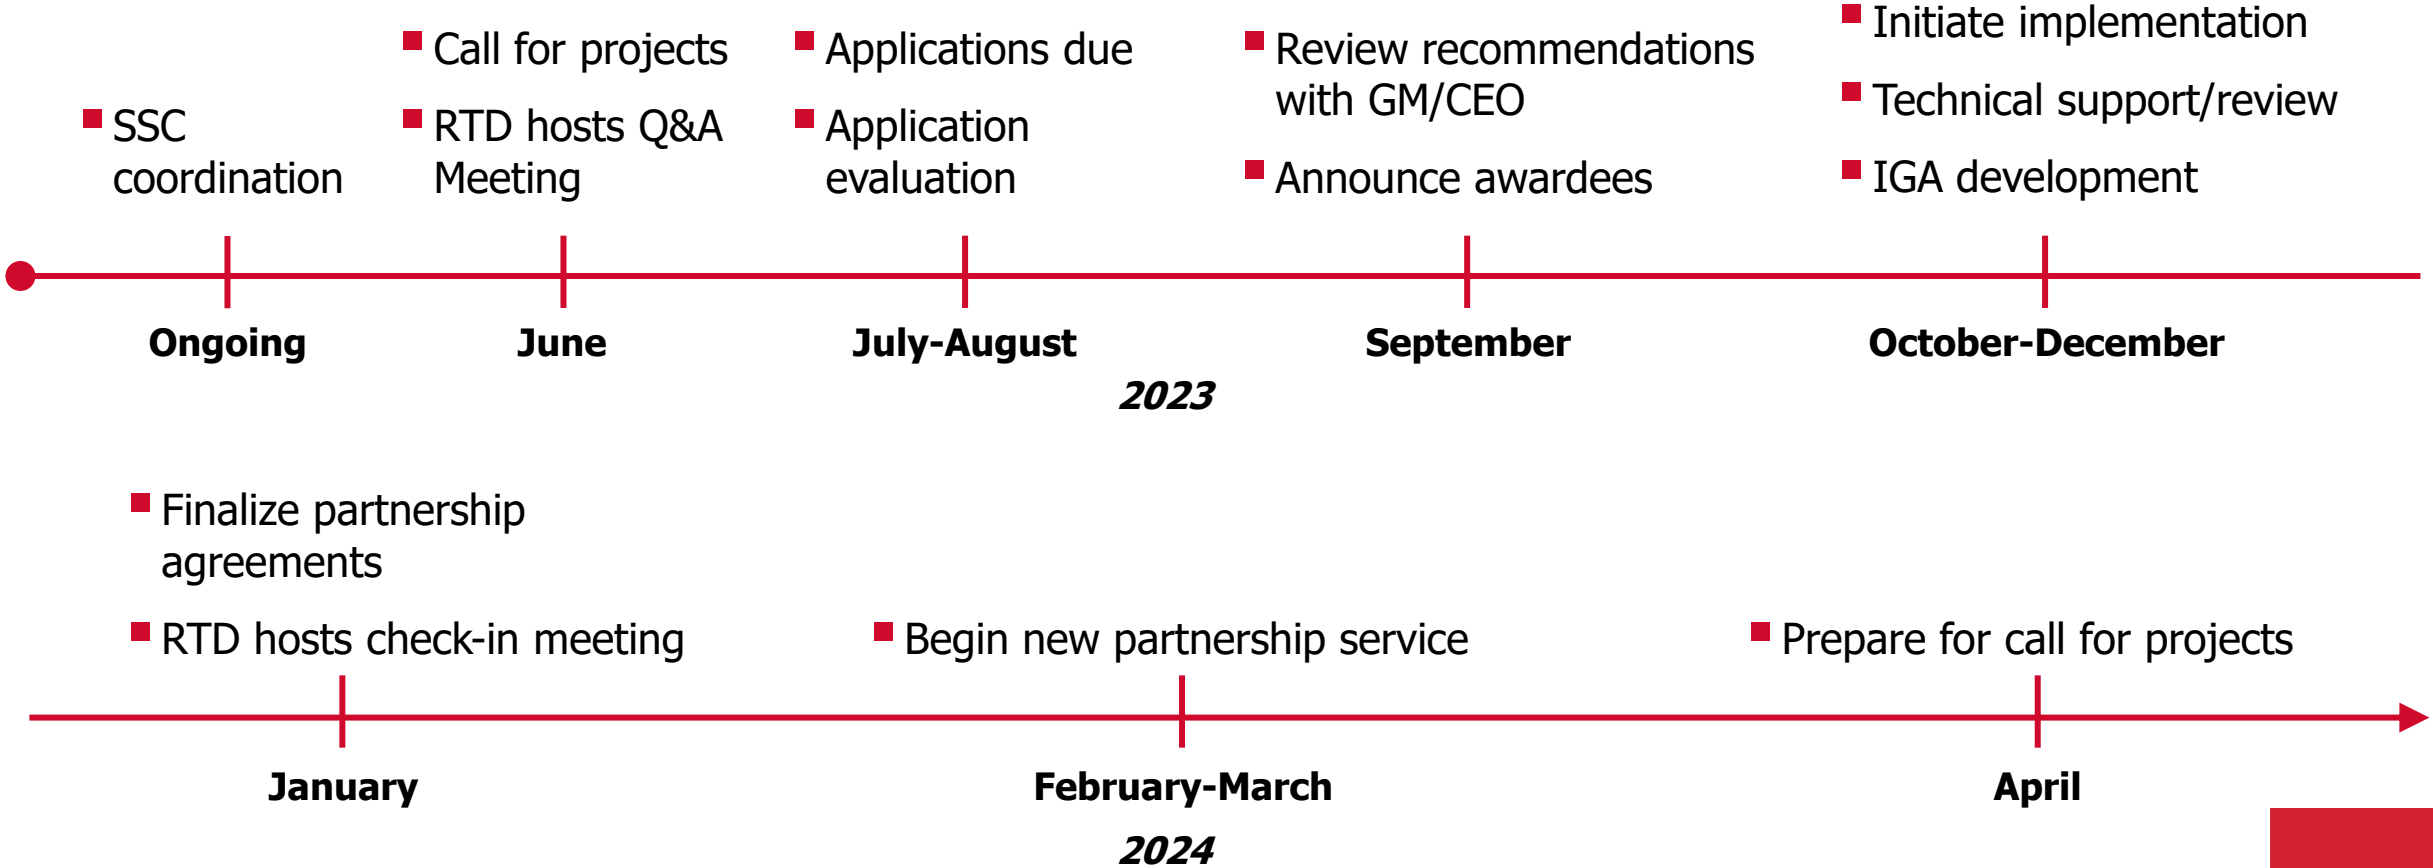 SSC
coordination
Call for projects
RTD hosts Q&A
Meeting
Applications due
Application
evaluation
Review recommendations
with GM/CEO
Announce awardees
Initiate implementation
Technical support/review
IGA development
Ongoing
June
July-August
September
October-December
2023
Finalize partnership
agreements
RTD hosts check-in meeting
Begin new partnership service
Prepare for call for projects
January
February-March
April
2024